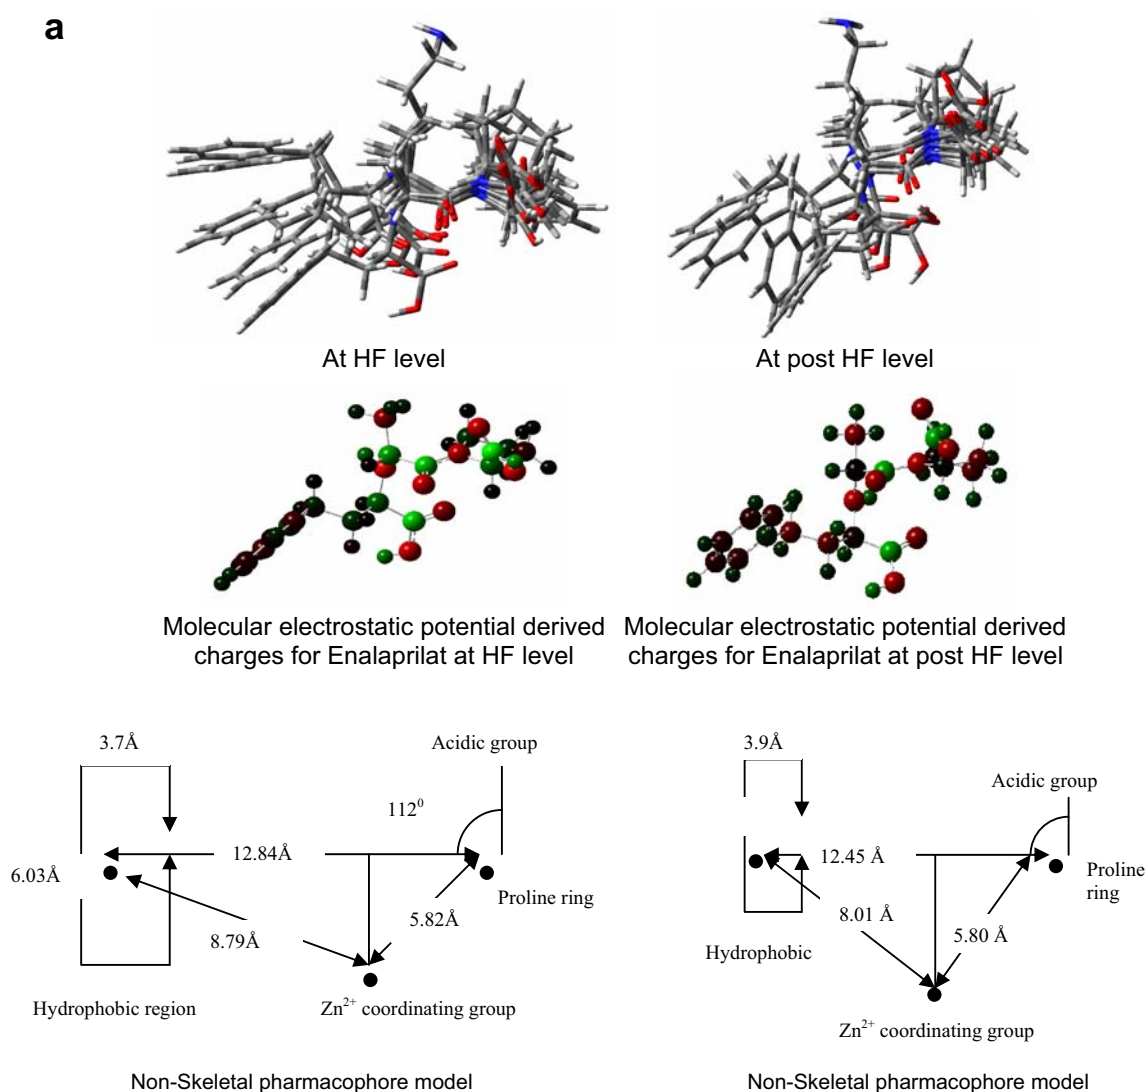 a
At HF level
At post HF level
Molecular electrostatic potential derived
charges for Enalaprilat at HF level
Molecular electrostatic potential derived
charges for Enalaprilat at post HF level
3.7Å
Acidic group
112⁰
12.84Å
6.03Å
Proline ring
5.82Å
8.79Å
Hydrophobic region
Zn²⁺ coordinating group
Non-Skeletal pharmacophore model
3.9Å
Acidic group
12.45 Å
Proline
ring
8.01 Å
5.80 Å
Hydrophobic
Zn²⁺ coordinating group
Non-Skeletal pharmacophore model